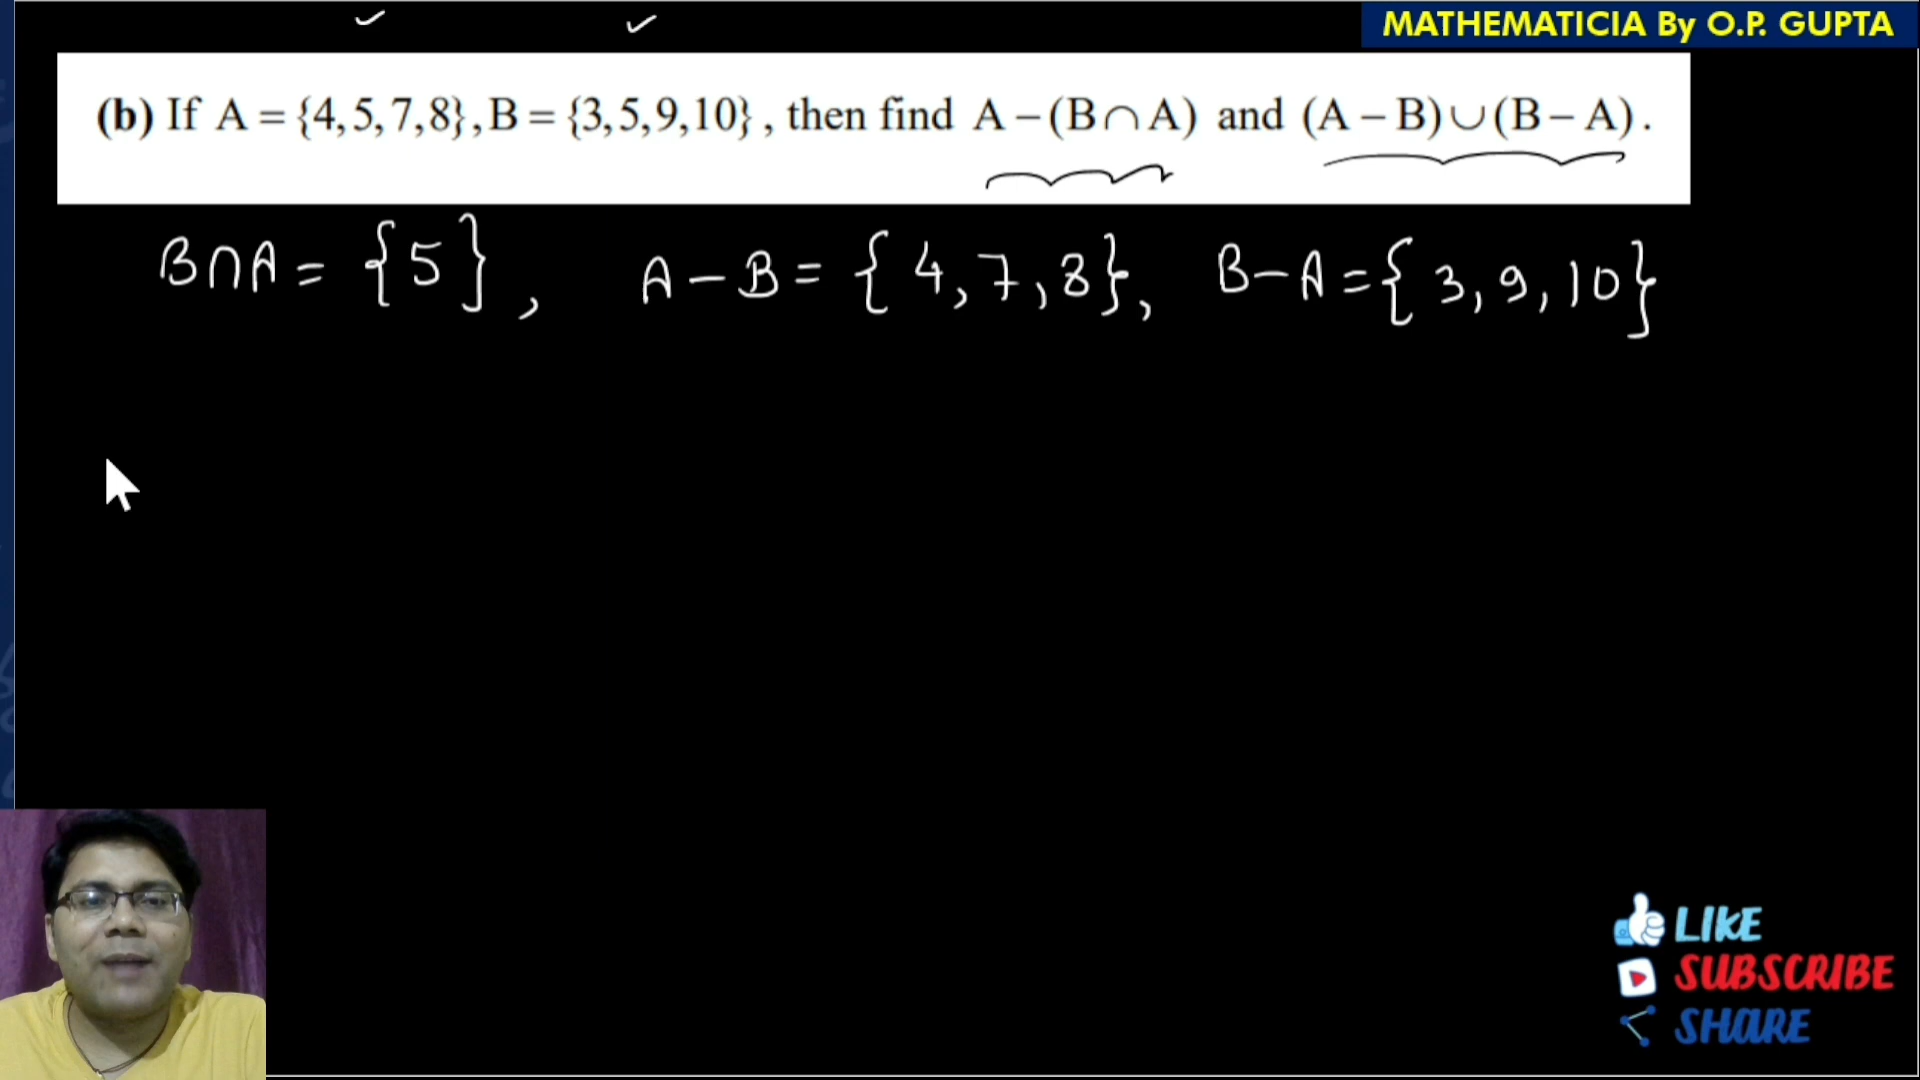 MATHEMATICIA By O.P. GUPTA
(b) If A = {4,5,7,8}, B = {3,5,9,10}, then find A – (B ∩ A) and (A – B) ∪ (B – A).
B∩A = {5}, A – B = {4,7,8}, B – A = {3,9,10}
LIKE
SUBSCRIBE
SHARE